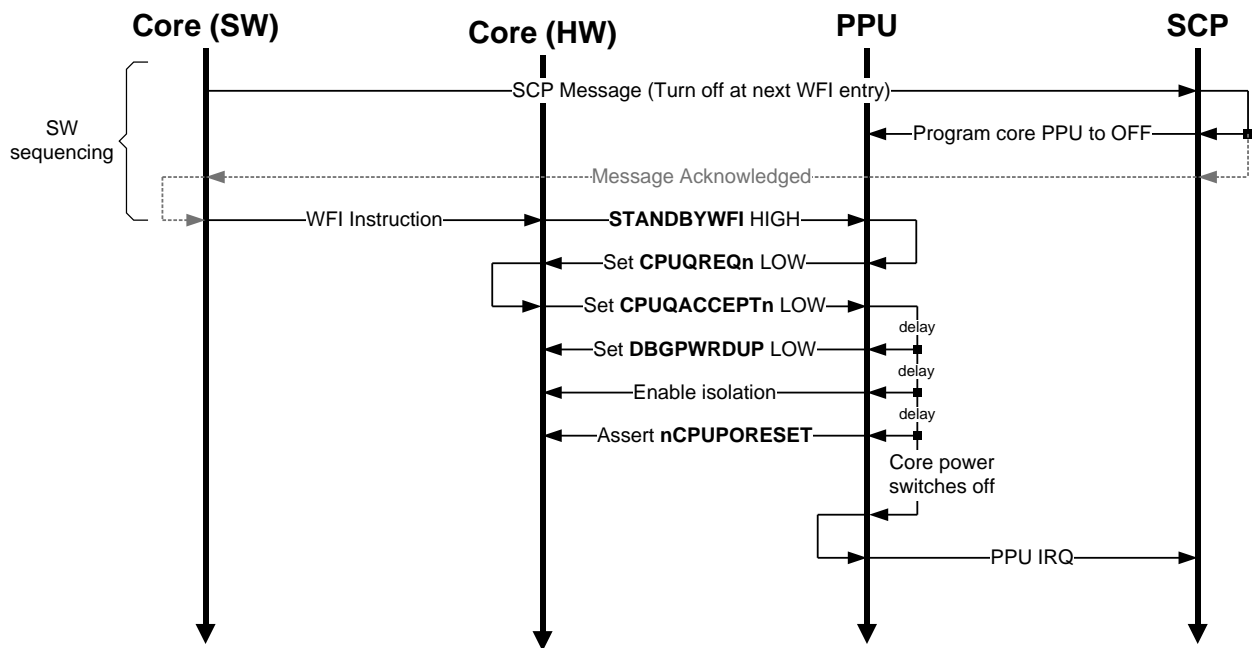 Core (SW)
Core (HW)
PPU
SCP
SCP Message (Turn off at next WFI entry)
SW
sequencing
Program core PPU to OFF
Message Acknowledged
WFI Instruction
STANDBYWFI HIGH
Set CPUQREQn LOW
Set CPUQACCEPTn LOW
delay
Set DBGPWRDUP LOW
delay
Enable isolation
delay
Assert nCPUPORESET
Core power
switches off
PPU IRQ